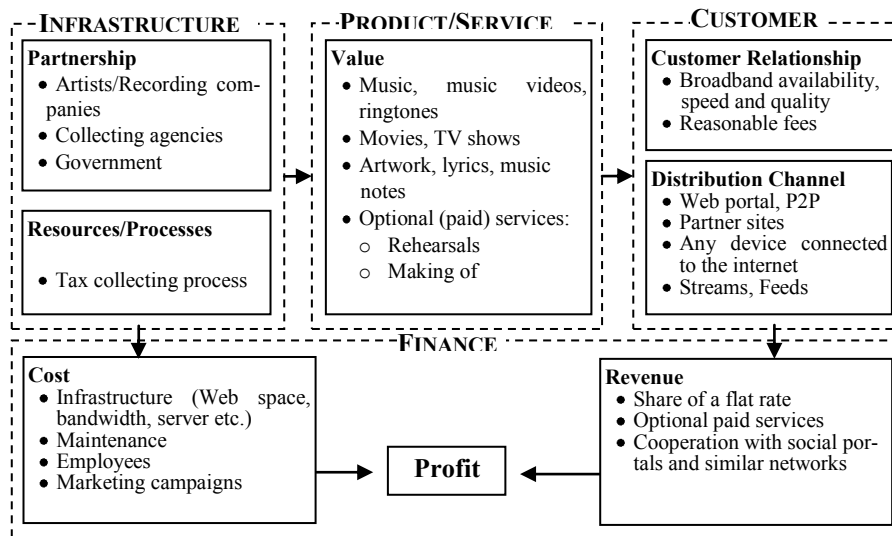 INFRASTRUCTURE
Partnership
• Artists/Recording com-
panies
• Collecting agencies
• Government
Resources/Processes
• Tax collecting process
PRODUCT/SERVICE
Value
• Music, music videos,
ringtones
• Movies, TV shows
• Artwork, lyrics, music
notes
• Optional (paid) services:
o Rehearsals
o Making of
CUSTOMER
Customer Relationship
• Broadband availability,
speed and quality
• Reasonable fees
Distribution Channel
• Web portal, P2P
• Partner sites
• Any device connected
to the internet
• Streams, Feeds
FINANCE
Cost
• Infrastructure (Web space,
bandwidth, server etc.)
• Maintenance
• Employees
• Marketing campaigns
Profit
Revenue
• Share of a flat rate
• Optional paid services
• Cooperation with social por-
tals and similar networks